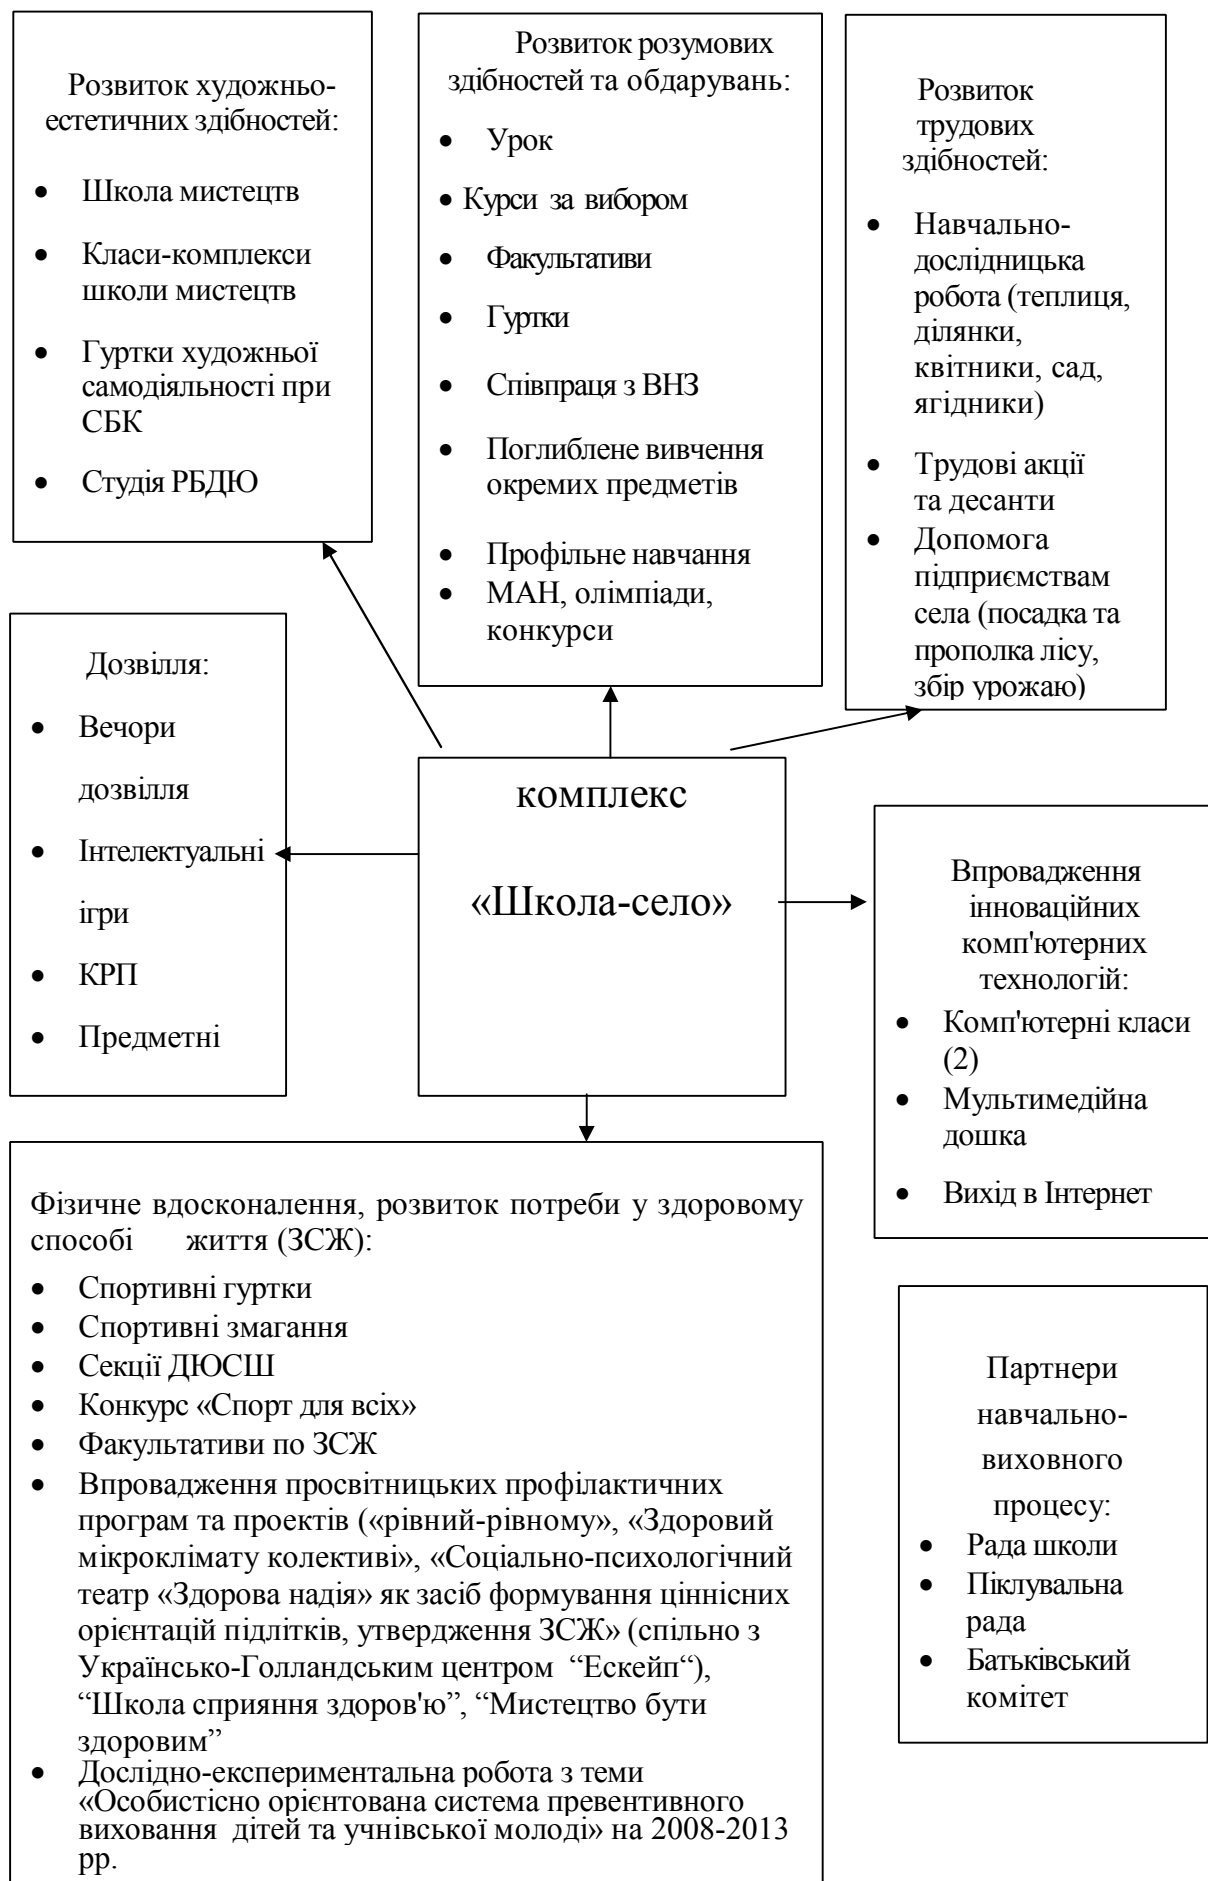 Розвиток художньо-
естетичних здібностей:
• Школа мистецтв
• Класи-комплекси
школи мистецтв
• Гуртки художньої
самодіяльності при
СБК
• Студія РБДЮ
Розвиток розумових
здібностей та обдарувань:
• Урок
• Курси за вибором
• Факультативи
• Гуртки
• Співпраця з ВНЗ
• Поглиблене вивчення
окремих предметів
• Профільне навчання
• МАН, олімпіади,
конкурси
Розвиток
трудових
здібностей:
• Навчально-
дослідницька
робота (теплиця,
ділянки,
квітники, сад,
ягідники)
• Трудові акції
та десанти
• Допомога
підприємствам
села (посадка та
прополка лісу,
збір урожаю)
Дозвілля:
• Вечори
дозвілля
• Інтелектуальні
ігри
• КРП
• Предметні
комплекс
«Школа-село»
Впровадження
інноваційних
комп'ютерних
технологій:
• Комп'ютерні класи
(2)
• Мультимедійна
дошка
• Вихід в Інтернет
Фізичне вдосконалення, розвиток потреби у здоровому
способі життя (ЗСЖ):
• Спортивні гуртки
• Спортивні змагання
• Секції ДЮСШ
• Конкурс «Спорт для всіх»
• Факультативи по ЗСЖ
• Впровадження просвітницьких профілактичних
програм та проектів («рівний-рівному», «Здоровий
мікроклімату колективі», «Соціально-психологічний
театр «Здорова надія» як засіб формування ціннісних
орієнтацій підлітків, утвердження ЗСЖ» (спільно з
Українсько-Голландським центром “Ескейп“),
“Школа сприяння здоров'ю”, “Мистецтво бути
здоровим”
• Дослідно-експериментальна робота з теми
«Особистісно орієнтована система превентивного
виховання дітей та учнівської молоді» на 2008-2013
рр.
Партнери
навчально-
виховного
процесу:
• Рада школи
• Піклувальна
рада
• Батьківський
комітет